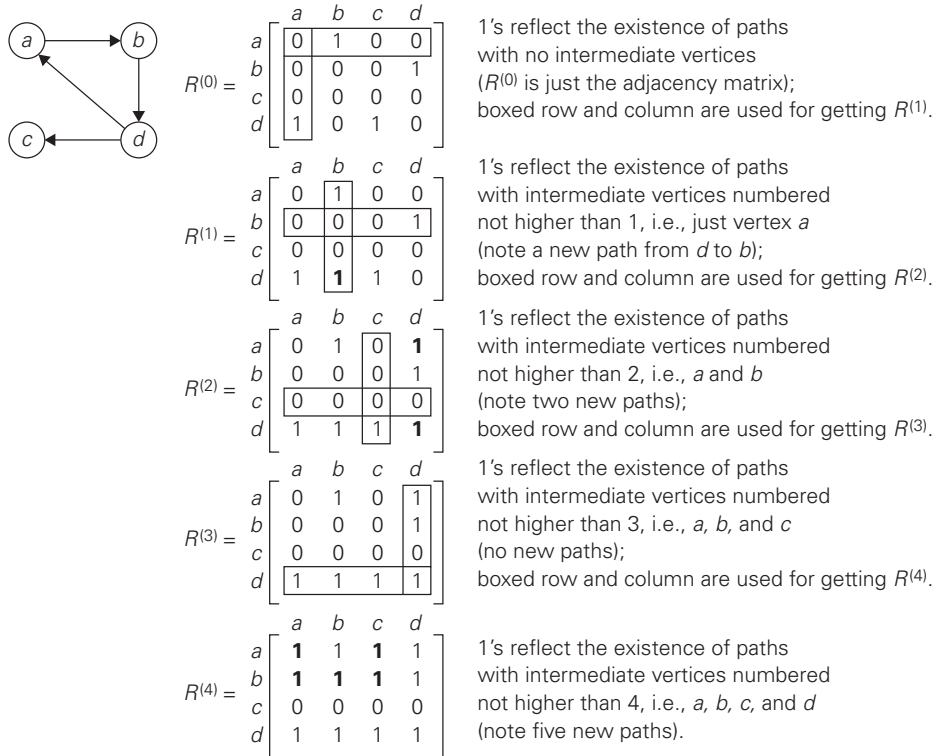 a b
c d
a b c d
a 0 1 0 0
b 0 0 0 1
R(0) =
c 0 0 0 0
d 1 0 1 0
1's reflect the existence of paths
with no intermediate vertices
(R(0) is just the adjacency matrix);
boxed row and column are used for getting R(1).
a b c d
a 0 1 0 0
b 0 0 0 1
R(1) =
c 0 0 0 0
d 1 1 1 0
1's reflect the existence of paths
with intermediate vertices numbered
not higher than 1, i.e., just vertex a
(note a new path from d to b);
boxed row and column are used for getting R(2).
a b c d
a 0 1 0 1
b 0 0 0 1
R(2) =
c 0 0 0 0
d 1 1 1 1
1's reflect the existence of paths
with intermediate vertices numbered
not higher than 2, i.e., a and b
(note two new paths);
boxed row and column are used for getting R(3).
a b c d
a 0 1 0 1
b 0 0 0 1
R(3) =
c 0 0 0 0
d 1 1 1 1
1's reflect the existence of paths
with intermediate vertices numbered
not higher than 3, i.e., a, b, and c
(no new paths);
boxed row and column are used for getting R(4).
a b c d
a 1 1 1 1
b 1 1 1 1
R(4) =
c 0 0 0 0
d 1 1 1 1
1's reflect the existence of paths
with intermediate vertices numbered
not higher than 4, i.e., a, b, c, and d
(note five new paths).